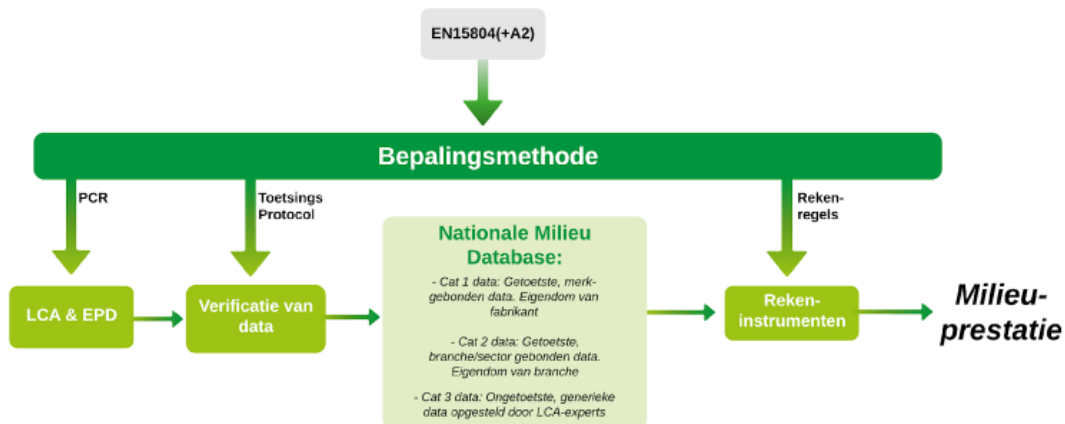 EN15804(+A2)
Bepalingsmethode
PCR
Toetsings
Protocol
Reken-
regels
LCA & EPD
Verificatie van
data
Nationale Milieu
Database:
- Cat 1 data: Getoetste, merk-
gebonden data. Eigendom van
fabrikant
- Cat 2 data: Getoetste,
branche/sector gebonden data.
Eigendom van branche
- Cat 3 data: Ongetoetste, generieke
data opgesteld door LCA-experts
Reken-
instrumenten
Milieu-
prestatie